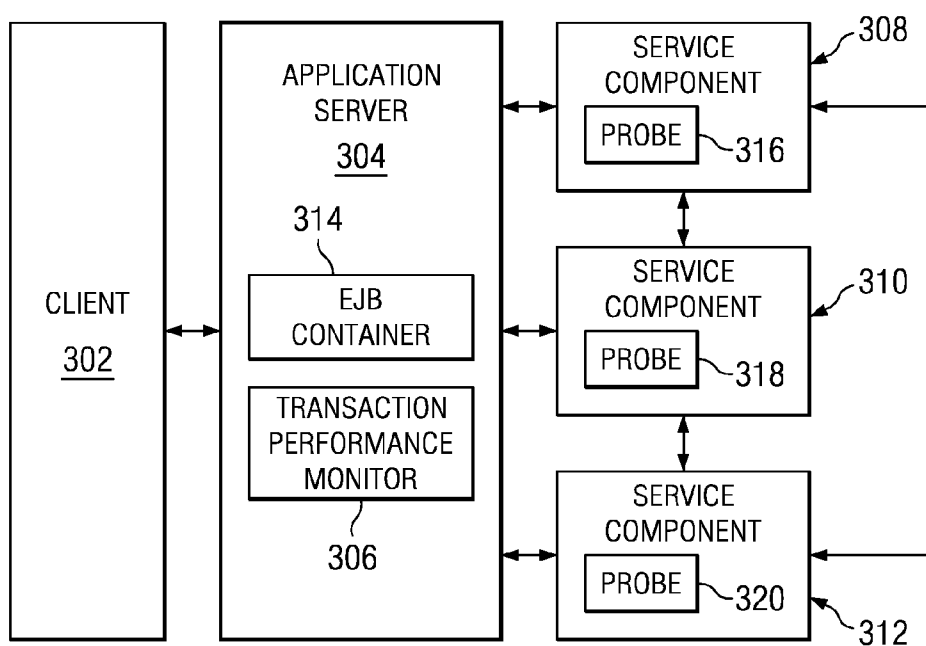 CLIENT
302
APPLICATION
SERVER
304
314
EJB
CONTAINER
TRANSACTION
PERFORMANCE
MONITOR
306
SERVICE
COMPONENT
308
PROBE
316
SERVICE
COMPONENT
310
PROBE
318
SERVICE
COMPONENT
PROBE
320
312